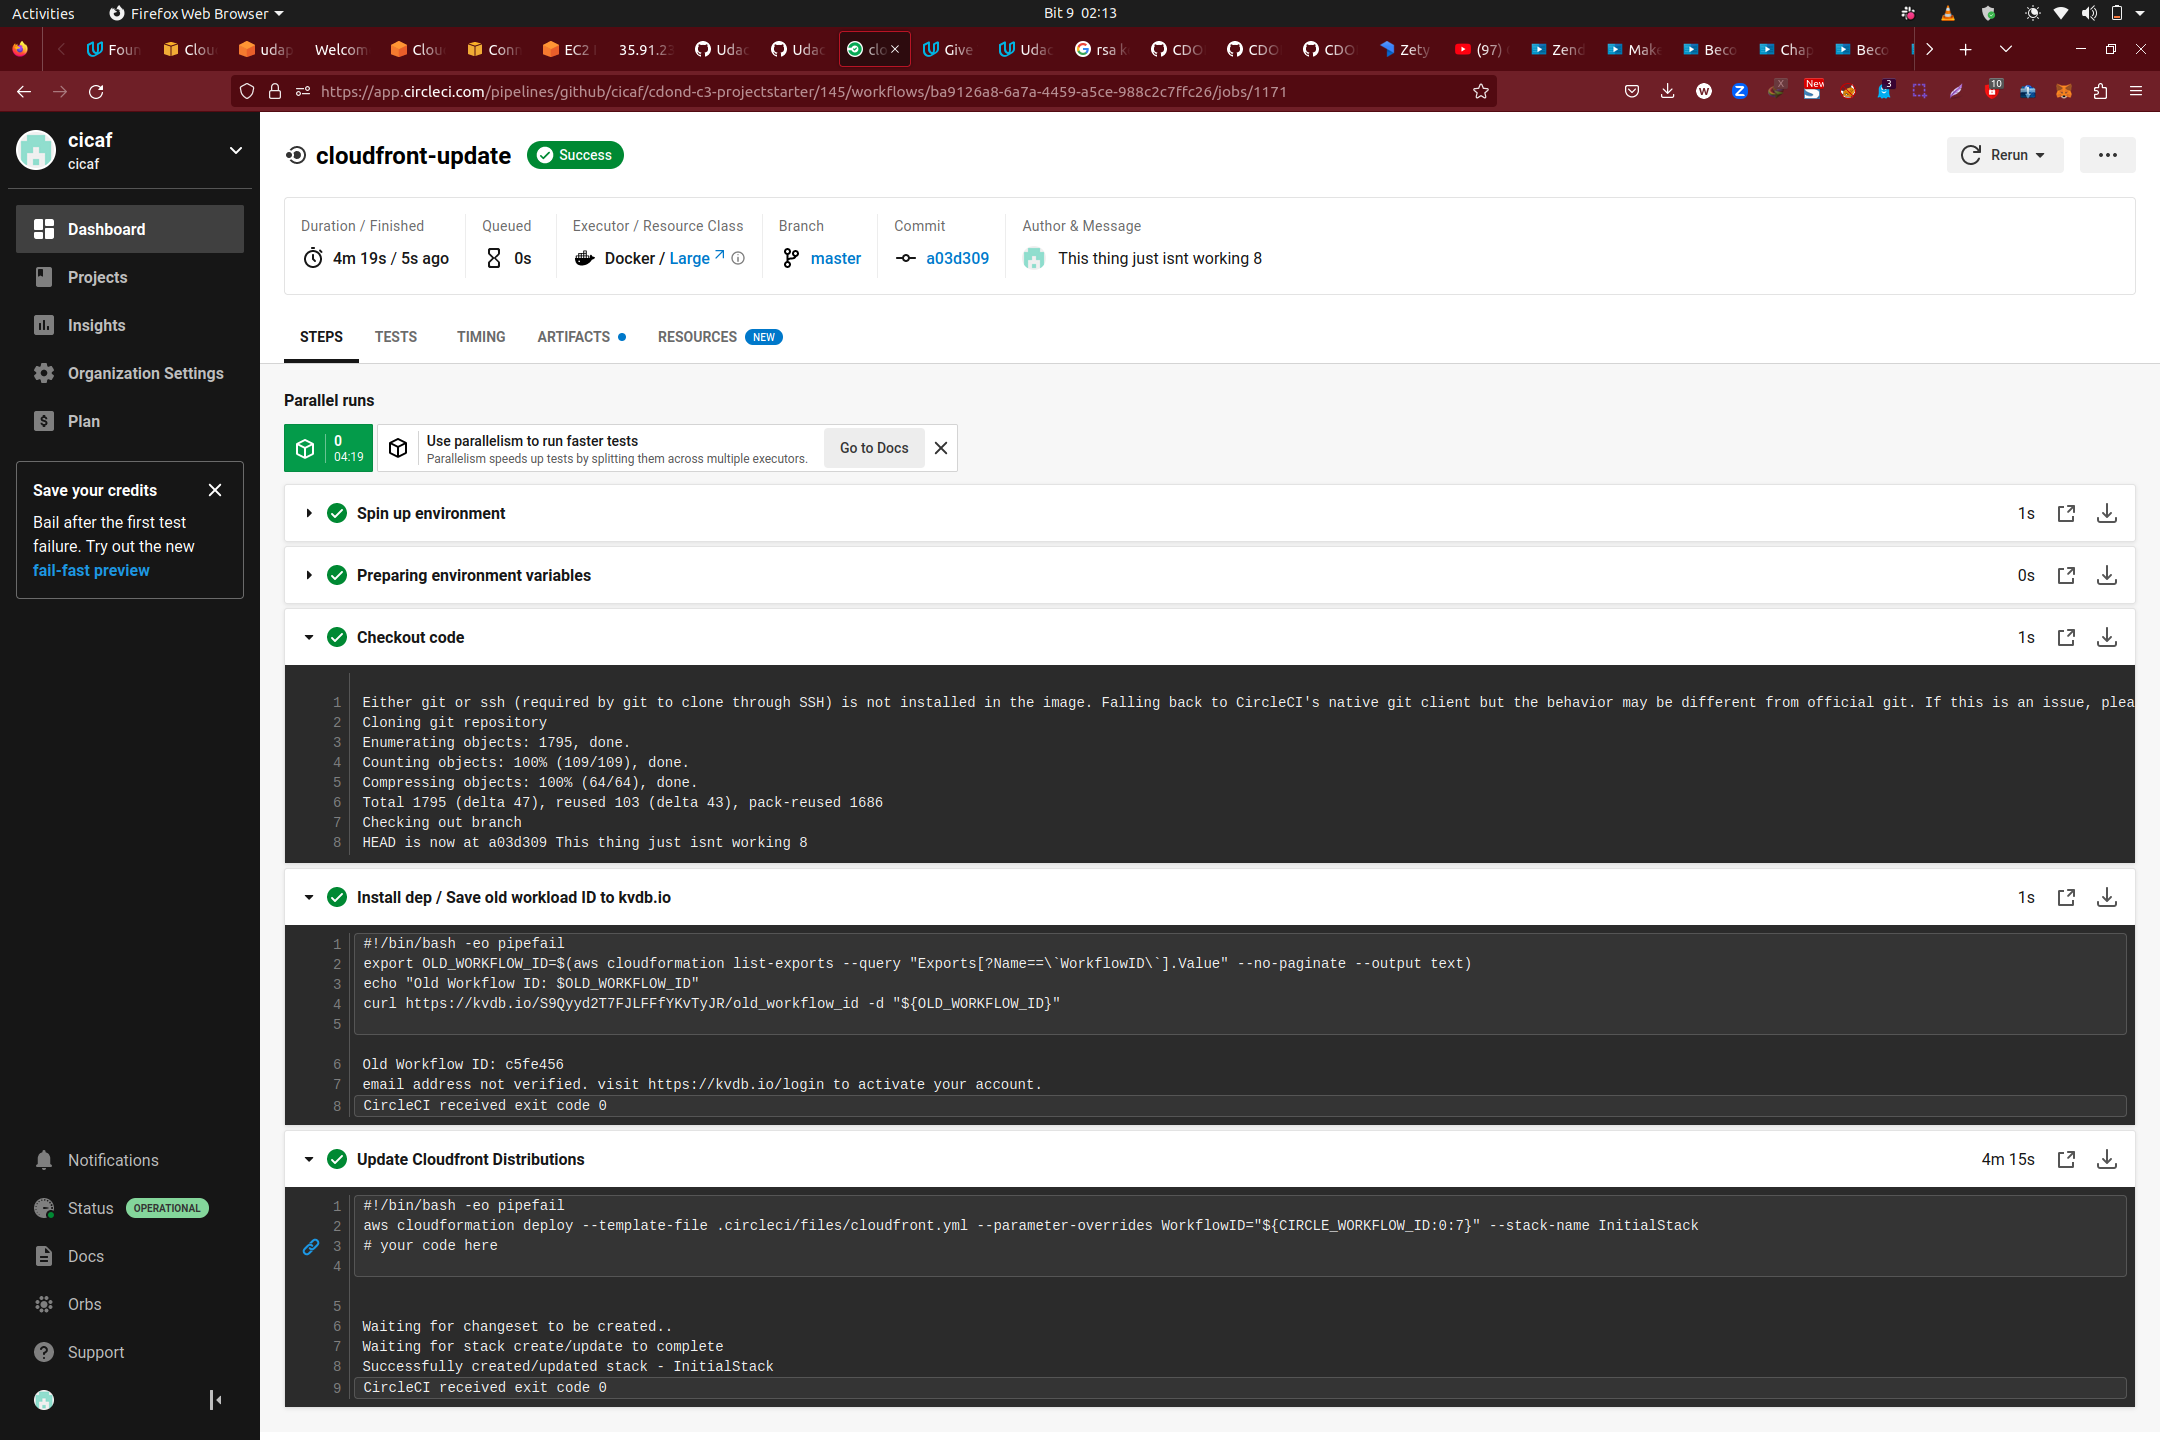 Activities
Firefox Web Browser
Bit 9 02:13
Foun
Clou
udap
Welcom
Clou
Conn
EC2
35.91.23
Udac
Udac
clo
Give
Udac
rsa k
CDO
CDO
CDO
Zety
(97)
Zend
Make
Beco
Chap
Beco
https://app.circleci.com/pipelines/github/cicaf/cdond-c3-projectstarter/145/workflows/ba9126a8-6a7a-4459-a5ce-988c2c7ffc26/jobs/1171
New
3
10
cicaf
cicaf
Dashboard
Projects
Insights
Organization Settings
Plan
Save your credits
Bail after the first test
failure. Try out the new
fail-fast preview
Notifications
Status OPERATIONAL
Docs
Orbs
Support
cloudfront-update
Success
Rerun
Duration / Finished
4m 19s / 5s ago
Queued
0s
Executor / Resource Class
Docker / Large
Branch
master
Commit
a03d309
Author & Message
This thing just isnt working 8
STEPS
TESTS
TIMING
ARTIFACTS
RESOURCES NEW
Parallel runs
0
04:19
Use parallelism to run faster tests
Parallelism speeds up tests by splitting them across multiple executors.
Go to Docs
Spin up environment 1s
Preparing environment variables 0s
Checkout code 1s
1 Either git or ssh (required by git to clone through SSH) is not installed in the image. Falling back to CircleCI's native git client but the behavior may be different from official git. If this is an issue, plea
2 Cloning git repository
3 Enumerating objects: 1795, done.
4 Counting objects: 100% (109/109), done.
5 Compressing objects: 100% (64/64), done.
6 Total 1795 (delta 47), reused 103 (delta 43), pack-reused 1686
7 Checking out branch
8 HEAD is now at a03d309 This thing just isnt working 8
Install dep / Save old workload ID to kvdb.io 1s
1 #!/bin/bash -eo pipefail
2 export OLD_WORKFLOW_ID=$(aws cloudformation list-exports --query "Exports[?Name==\`WorkflowID\`].Value" --no-paginate --output text)
3 echo "Old Workflow ID: $OLD_WORKFLOW_ID"
4 curl https://kvdb.io/S9Qyyd2T7FJLFFfYKvTyJR/old_workflow_id -d "${OLD_WORKFLOW_ID}"
5
6 Old Workflow ID: c5fe456
7 email address not verified. visit https://kvdb.io/login to activate your account.
8 CircleCI received exit code 0
Update Cloudfront Distributions 4m 15s
1 #!/bin/bash -eo pipefail
2 aws cloudformation deploy --template-file .circleci/files/cloudfront.yml --parameter-overrides WorkflowID="${CIRCLE_WORKFLOW_ID:0:7}" --stack-name InitialStack
3 # your code here
4
5
6 Waiting for changeset to be created..
7 Waiting for stack create/update to complete
8 Successfully created/updated stack - InitialStack
9 CircleCI received exit code 0